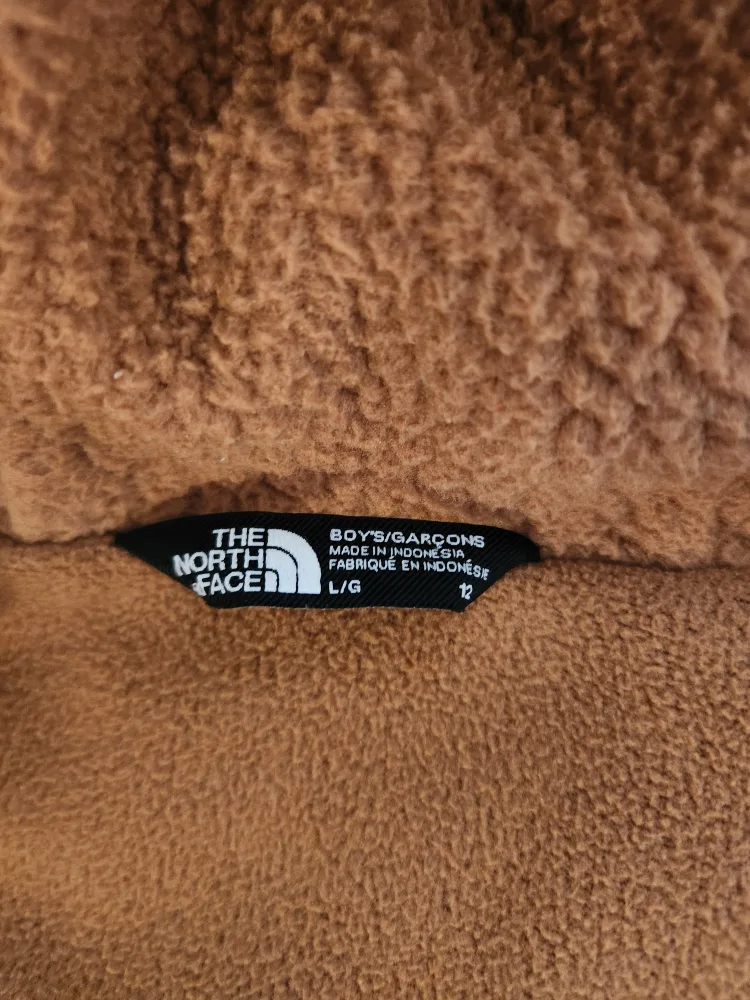 THE
NORTH
FACE
BOY'S/GARÇONS
MADE IN INDONESIA
FABRIQUÉ EN INDONÉSIE
L/G 12